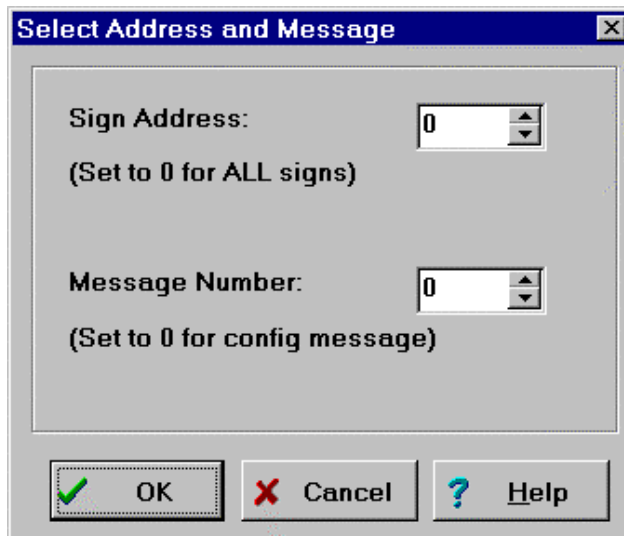 Select Address and Message
Sign Address: 0
(Set to 0 for ALL signs)
Message Number: 0
(Set to 0 for config message)
OK Cancel ? Help